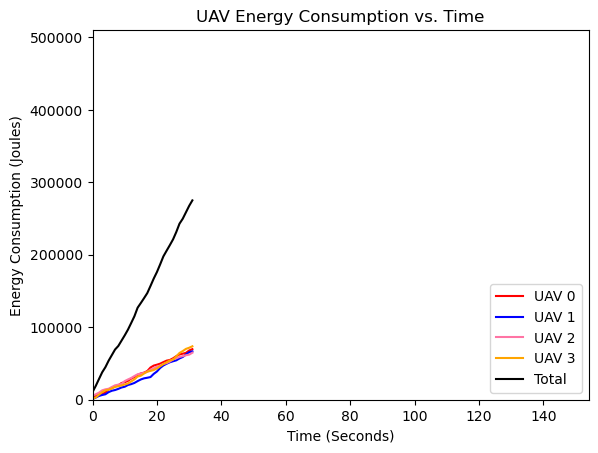 UAV Energy Consumption vs. Time
Energy Consumption (Joules)
500000
400000
300000
200000
100000
0
0 20 40 60 80 100 120 140
Time (Seconds)
UAV 0
UAV 1
UAV 2
UAV 3
Total